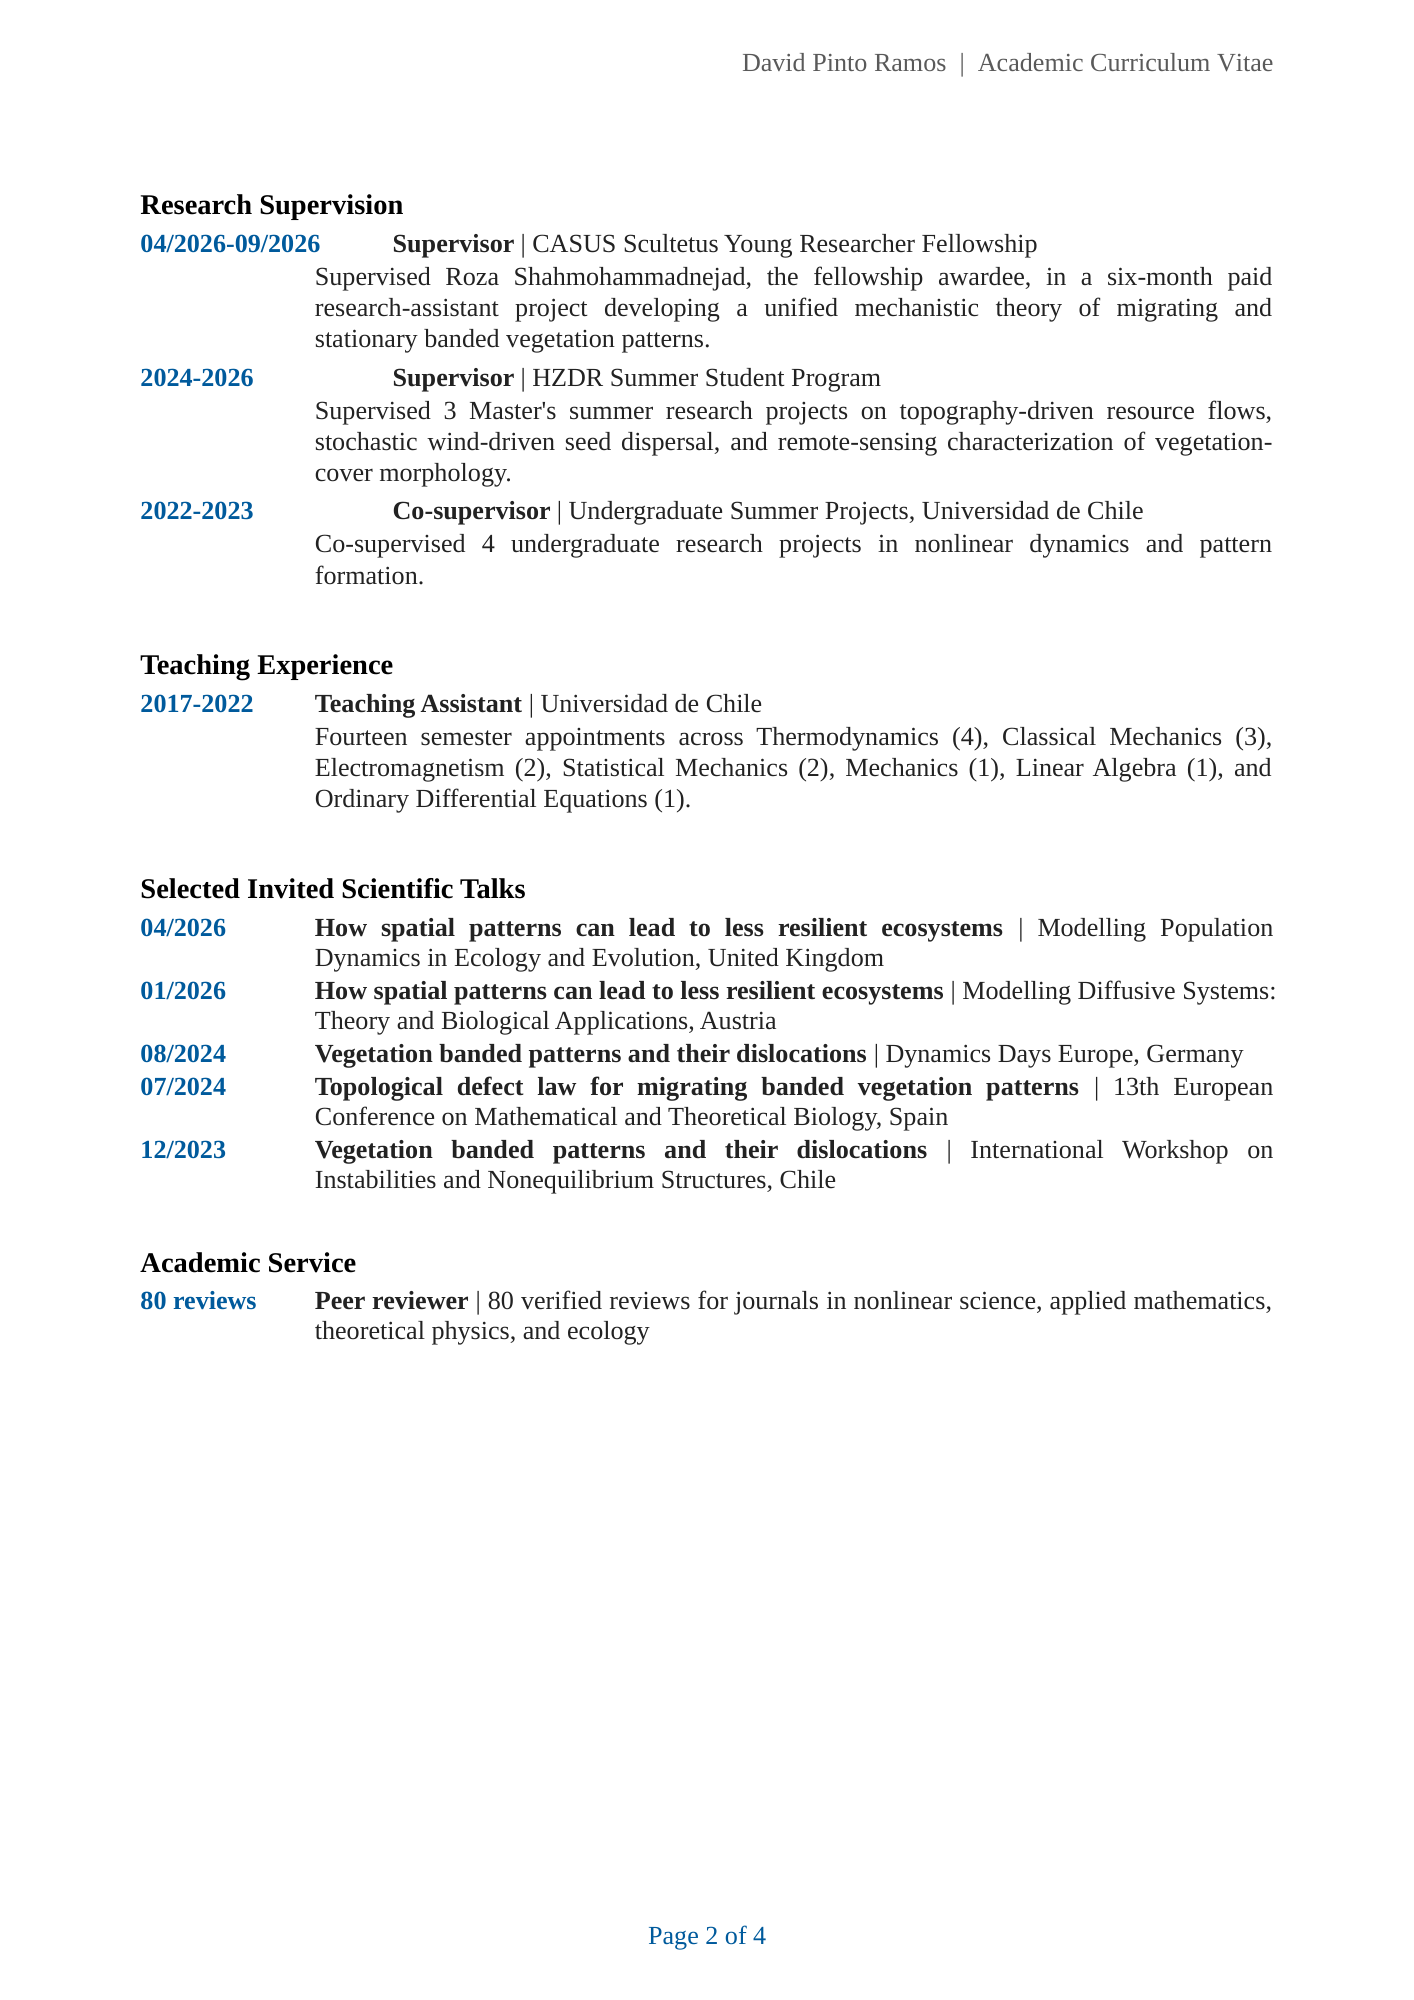 David Pinto Ramos | Academic Curriculum Vitae
Research Supervision
04/2026-09/2026 Supervisor | CASUS Scultetus Young Researcher Fellowship
Supervised Roza Shahmohammadnejad, the fellowship awardee, in a six-month paid
research-assistant project developing a unified mechanistic theory of migrating and
stationary banded vegetation patterns.
2024-2026 Supervisor | HZDR Summer Student Program
Supervised 3 Master's summer research projects on topography-driven resource flows,
stochastic wind-driven seed dispersal, and remote-sensing characterization of vegetation-
cover morphology.
2022-2023 Co-supervisor | Undergraduate Summer Projects, Universidad de Chile
Co-supervised 4 undergraduate research projects in nonlinear dynamics and pattern
formation.
Teaching Experience
2017-2022 Teaching Assistant | Universidad de Chile
Fourteen semester appointments across Thermodynamics (4), Classical Mechanics (3),
Electromagnetism (2), Statistical Mechanics (2), Mechanics (1), Linear Algebra (1), and
Ordinary Differential Equations (1).
Selected Invited Scientific Talks
04/2026 How spatial patterns can lead to less resilient ecosystems | Modelling Population
Dynamics in Ecology and Evolution, United Kingdom
01/2026 How spatial patterns can lead to less resilient ecosystems | Modelling Diffusive Systems:
Theory and Biological Applications, Austria
08/2024 Vegetation banded patterns and their dislocations | Dynamics Days Europe, Germany
07/2024 Topological defect law for migrating banded vegetation patterns | 13th European
Conference on Mathematical and Theoretical Biology, Spain
12/2023 Vegetation banded patterns and their dislocations | International Workshop on
Instabilities and Nonequilibrium Structures, Chile
Academic Service
80 reviews Peer reviewer | 80 verified reviews for journals in nonlinear science, applied mathematics,
theoretical physics, and ecology
Page 2 of 4